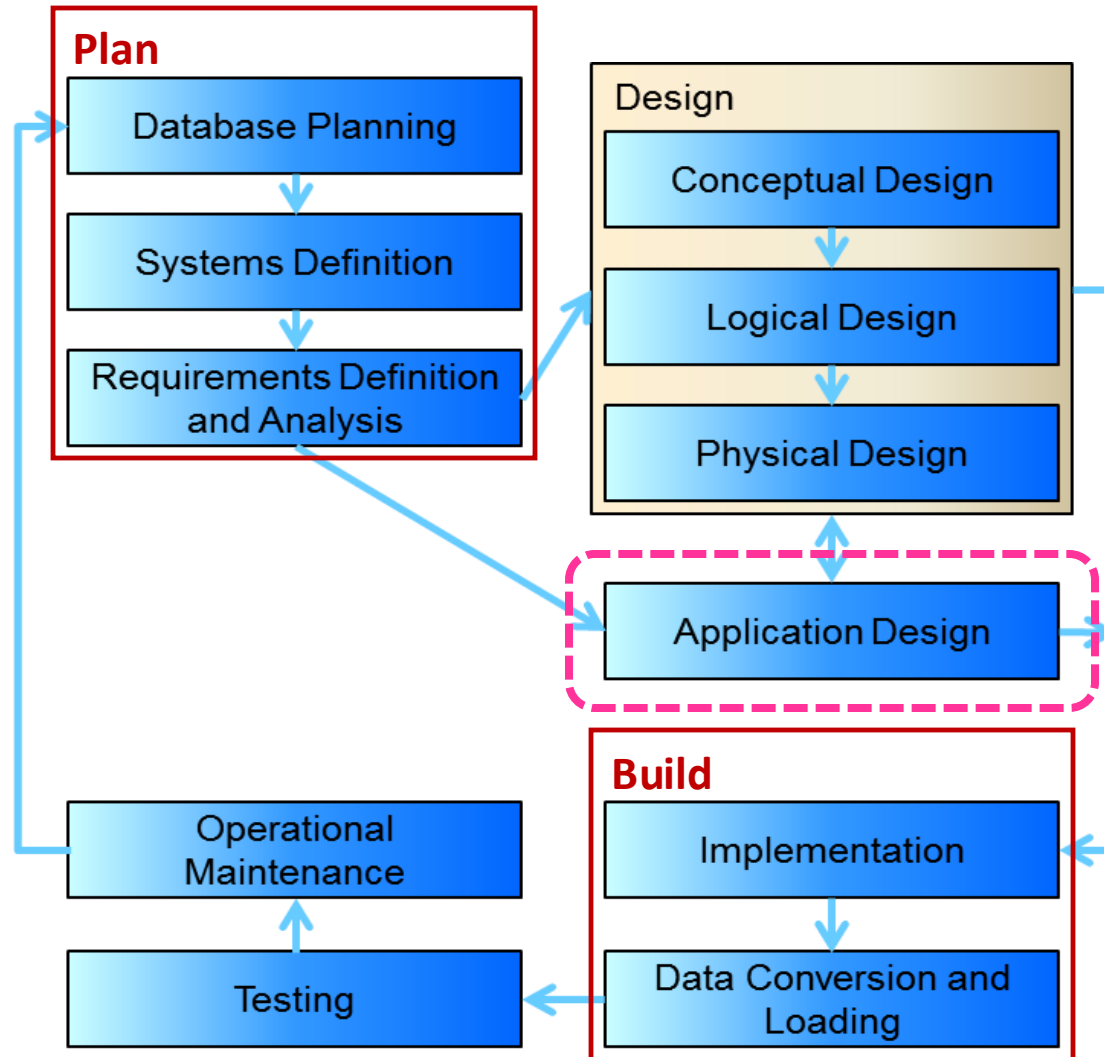 Plan
Database Planning
Systems Definition
Requirements Definition
and Analysis
Design
Conceptual Design
Logical Design
Physical Design
Application Design
Build
Implementation
Data Conversion and
Loading
Operational
Maintenance
Testing